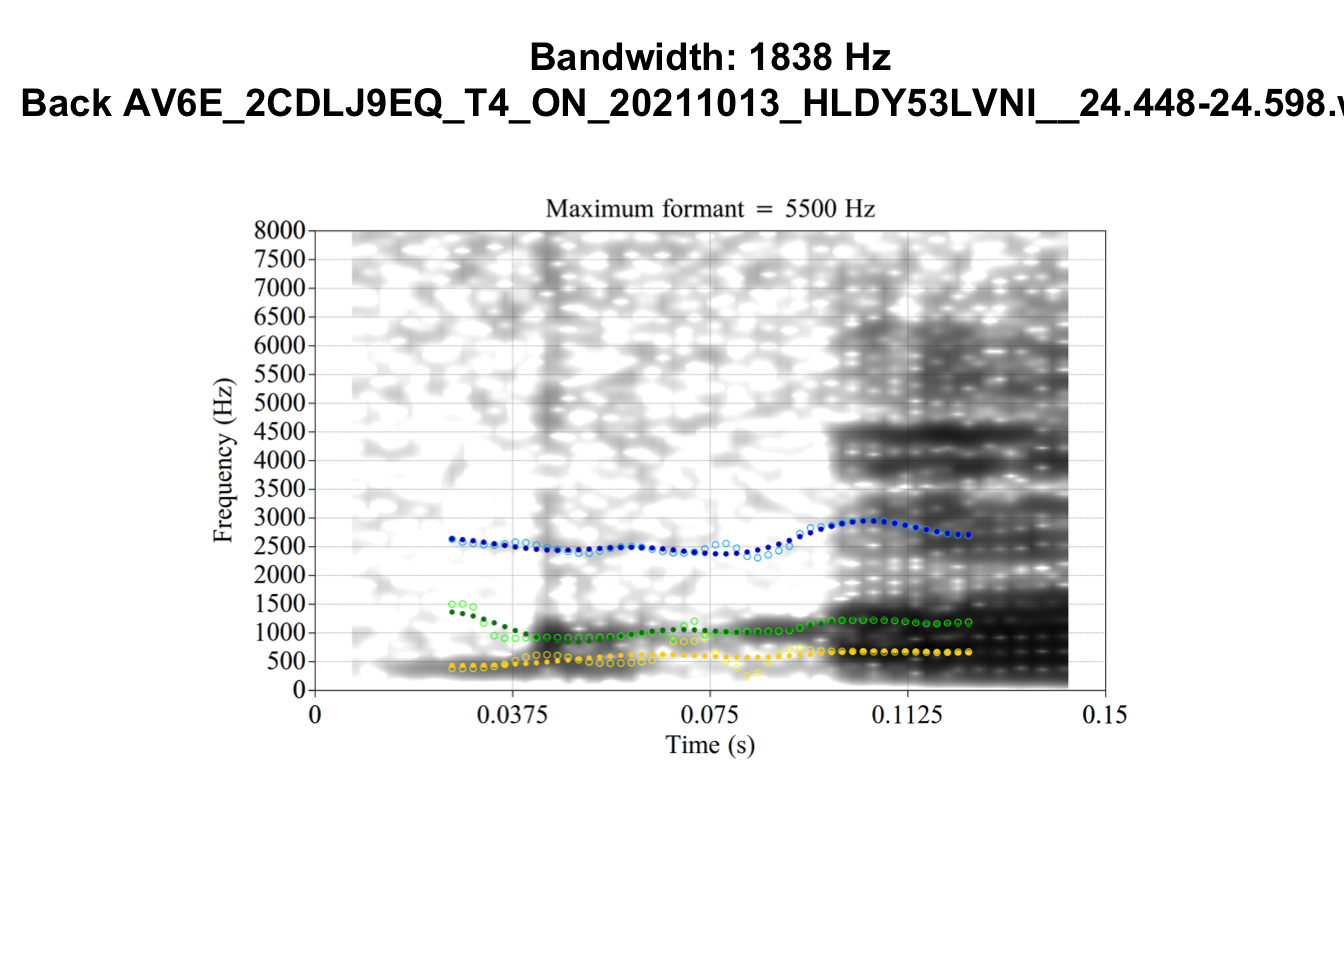 Bandwidth: 1838 Hz
Back AV6E_2CDLJ9EQ_T4_ON_20211013_HLDY53LVNI__24.448-24.598.w
Maximum formant = 5500 Hz
8000
7500
7000
6500
6000
5500
5000
4500
4000
3500
3000
2500
2000
1500
1000
500
0
Frequency (Hz)
0 0.0375 0.075 0.1125 0.15
Time (s)